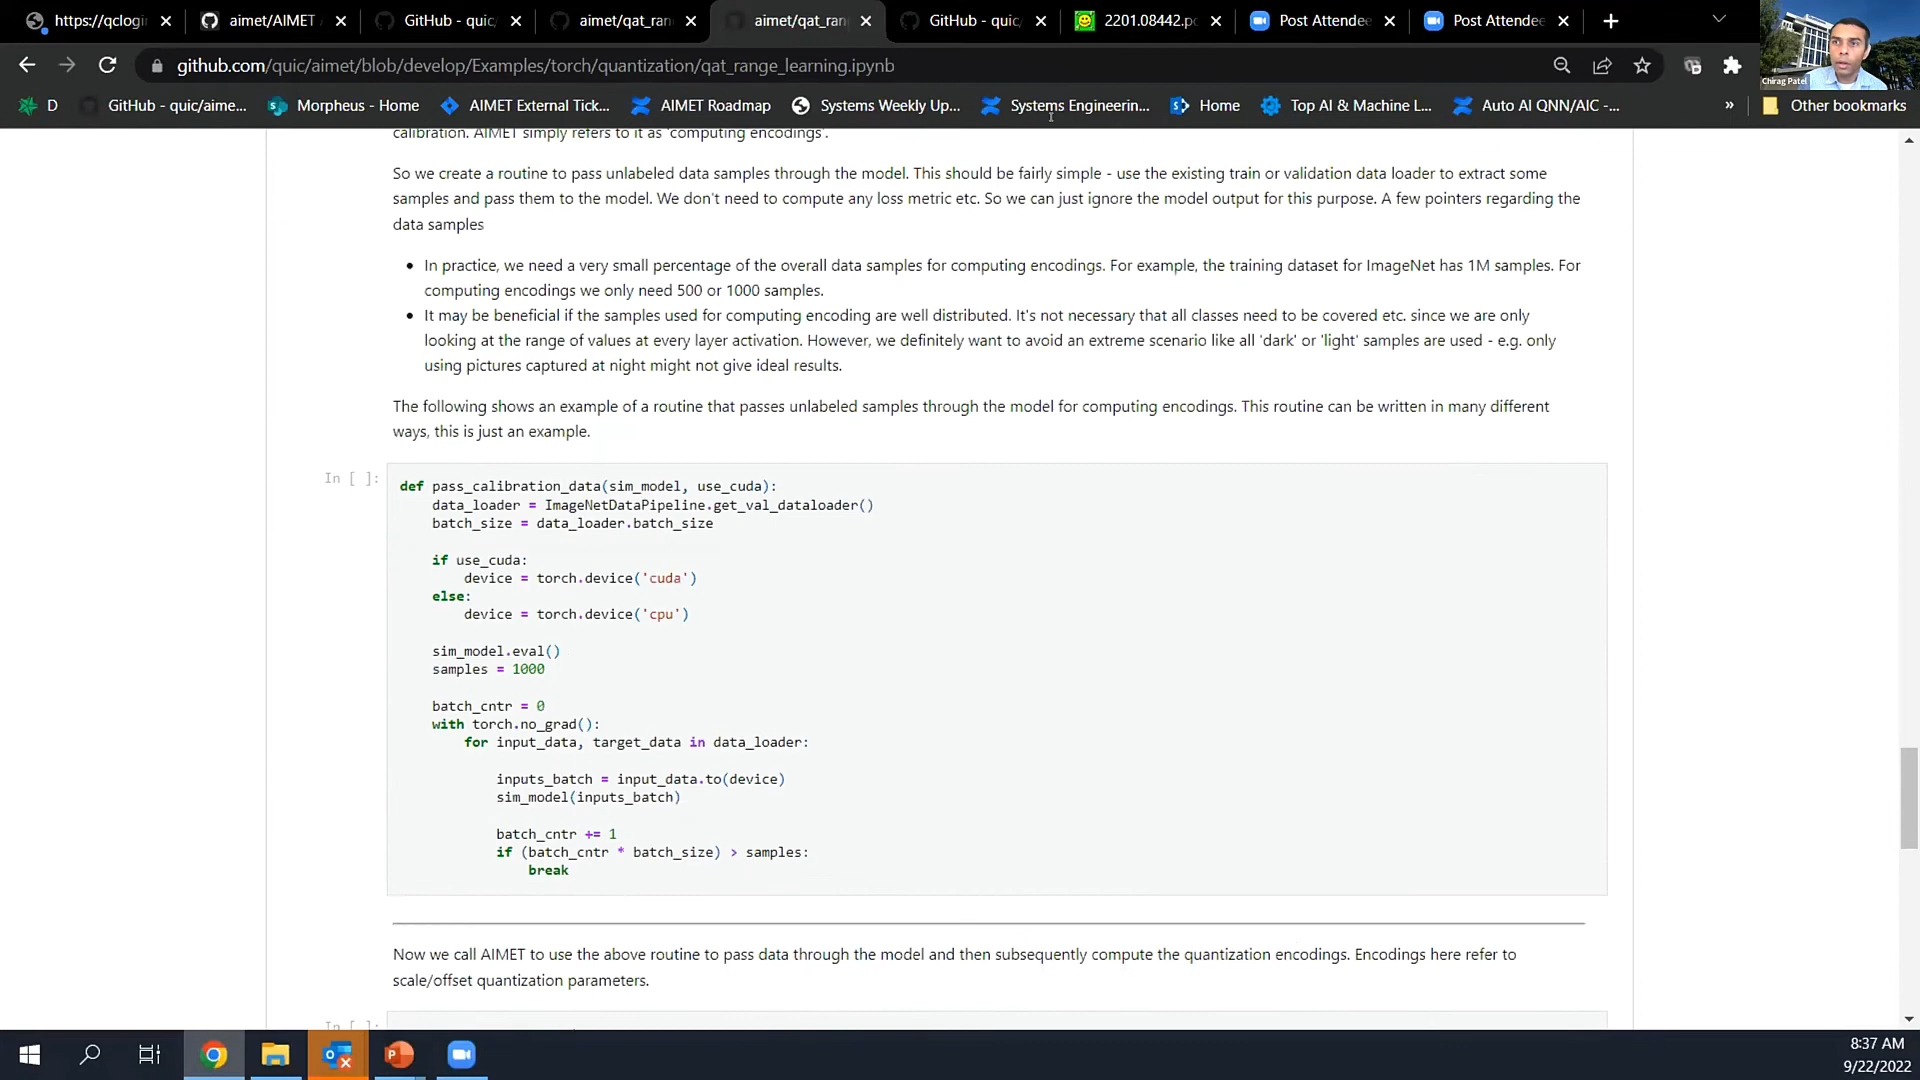 https://qclogi
aimet/AIMET
GitHub - quic/
aimet/qat_ran
aimet/qat_ran
GitHub - quic/
2201.08442.p
Post Attende
Post Attende
github.com/quic/aimet/blob/develop/Examples/torch/quantization/qat_range_learning.ipynb
Chirag Patel
D
GitHub - quic/aime...
Morpheus - Home
AIMET External Tick...
AIMET Roadmap
Systems Weekly Up...
Systems Engineerin...
Home
Top AI & Machine L...
Auto AI QNN/AIC -...
»
Other bookmarks
calibration. AIMET simply refers to it as 'computing encodings'.
So we create a routine to pass unlabeled data samples through the model. This should be fairly simple - use the existing train or validation data loader to extract some
samples and pass them to the model. We don't need to compute any loss metric etc. So we can just ignore the model output for this purpose. A few pointers regarding the
data samples
• In practice, we need a very small percentage of the overall data samples for computing encodings. For example, the training dataset for ImageNet has 1M samples. For
computing encodings we only need 500 or 1000 samples.
• It may be beneficial if the samples used for computing encoding are well distributed. It's not necessary that all classes need to be covered etc. since we are only
looking at the range of values at every layer activation. However, we definitely want to avoid an extreme scenario like all 'dark' or 'light' samples are used - e.g. only
using pictures captured at night might not give ideal results.
The following shows an example of a routine that passes unlabeled samples through the model for computing encodings. This routine can be written in many different
ways, this is just an example.
In [ ]:
def pass_calibration_data(sim_model, use_cuda):
data_loader = ImageNetDataPipeline.get_val_dataloader()
batch_size = data_loader.batch_size
if use_cuda:
device = torch.device('cuda')
else:
device = torch.device('cpu')
sim_model.eval()
samples = 1000
batch_cntr = 0
with torch.no_grad():
for input_data, target_data in data_loader:
inputs_batch = input_data.to(device)
sim_model(inputs_batch)
batch_cntr += 1
if (batch_cntr * batch_size) > samples:
break
Now we call AIMET to use the above routine to pass data through the model and then subsequently compute the quantization encodings. Encodings here refer to
scale/offset quantization parameters.
In [ ]:
8:37 AM
9/22/2022